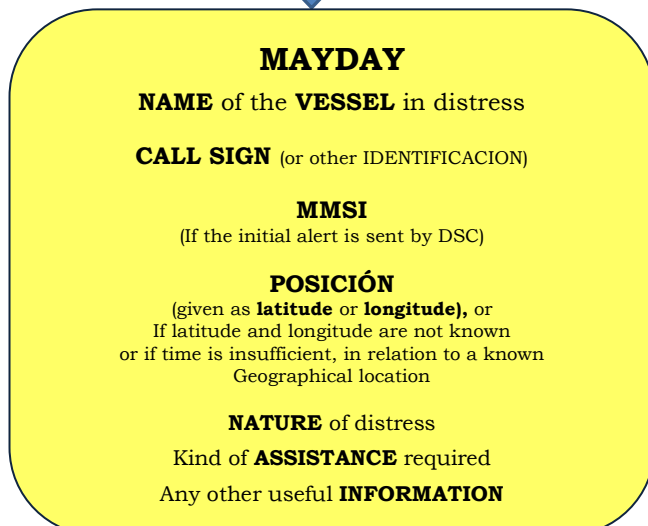 MAYDAY
NAME of the VESSEL in distress
CALL SIGN (or other IDENTIFICACION)
MMSI
(If the initial alert is sent by DSC)
POSICIÓN
(given as latitude or longitude), or
If latitude and longitude are not known
or if time is insufficient, in relation to a known
Geographical location
NATURE of distress
Kind of ASSISTANCE required
Any other useful INFORMATION